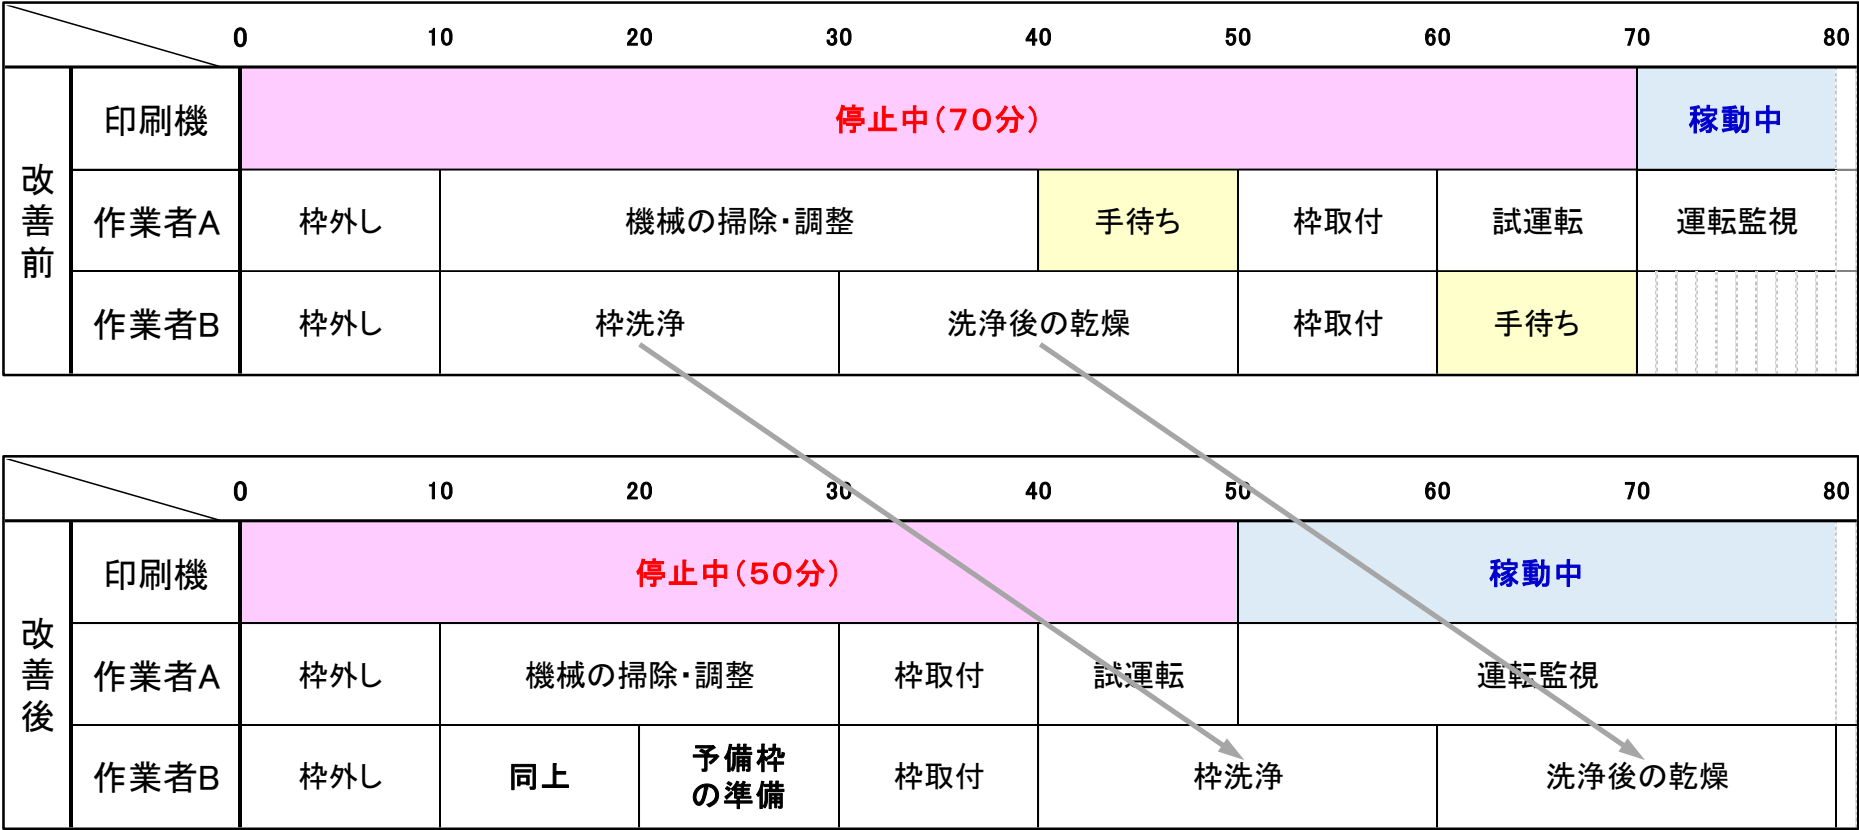 0 10 20 30 40 50 60 70 80
改善前
印刷機 停止中(70分) 稼動中
作業者A 枠外し 機械の掃除・調整 手待ち 枠取付 試運転 運転監視
作業者B 枠外し 枠洗浄 洗浄後の乾燥 枠取付 手待ち
0 10 20 30 40 50 60 70 80
改善後
印刷機 停止中(50分) 稼動中
作業者A 枠外し 機械の掃除・調整 枠取付 試運転 運転監視
作業者B 枠外し 同上 予備枠
の準備 枠取付 枠洗浄 洗浄後の乾燥